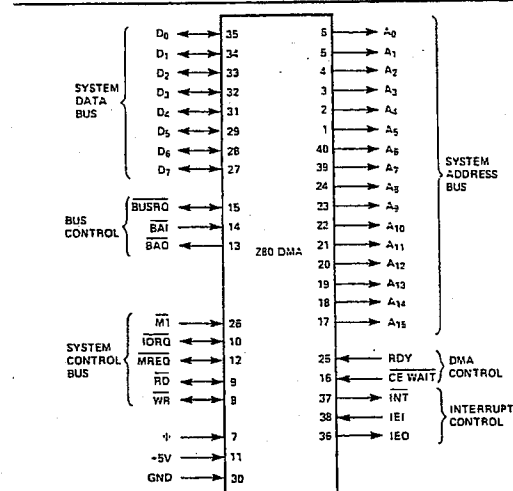 D0 35
D1 34
D2 33
D3 32
D4 31
D5 29
D6 28
D7 27
SYSTEM
DATA
BUS
BUSRQ 15
BAI 14
BAO 13
BUS
CONTROL
Z80 DMA
M1 26
IORQ 10
MREQ 12
RD 9
WR 8
SYSTEM
CONTROL
BUS
Φ 7
+5V 11
GND 30
6 A0
5 A1
4 A2
3 A3
2 A4
1 A5
40 A6
39 A7
24 A8
23 A9
22 A10
21 A11
20 A12
19 A13
18 A14
17 A15
SYSTEM
ADDRESS
BUS
25 RDY
16 CE WAIT
DMA
CONTROL
37 INT
38 IEI
36 IEO
INTERRUPT
CONTROL